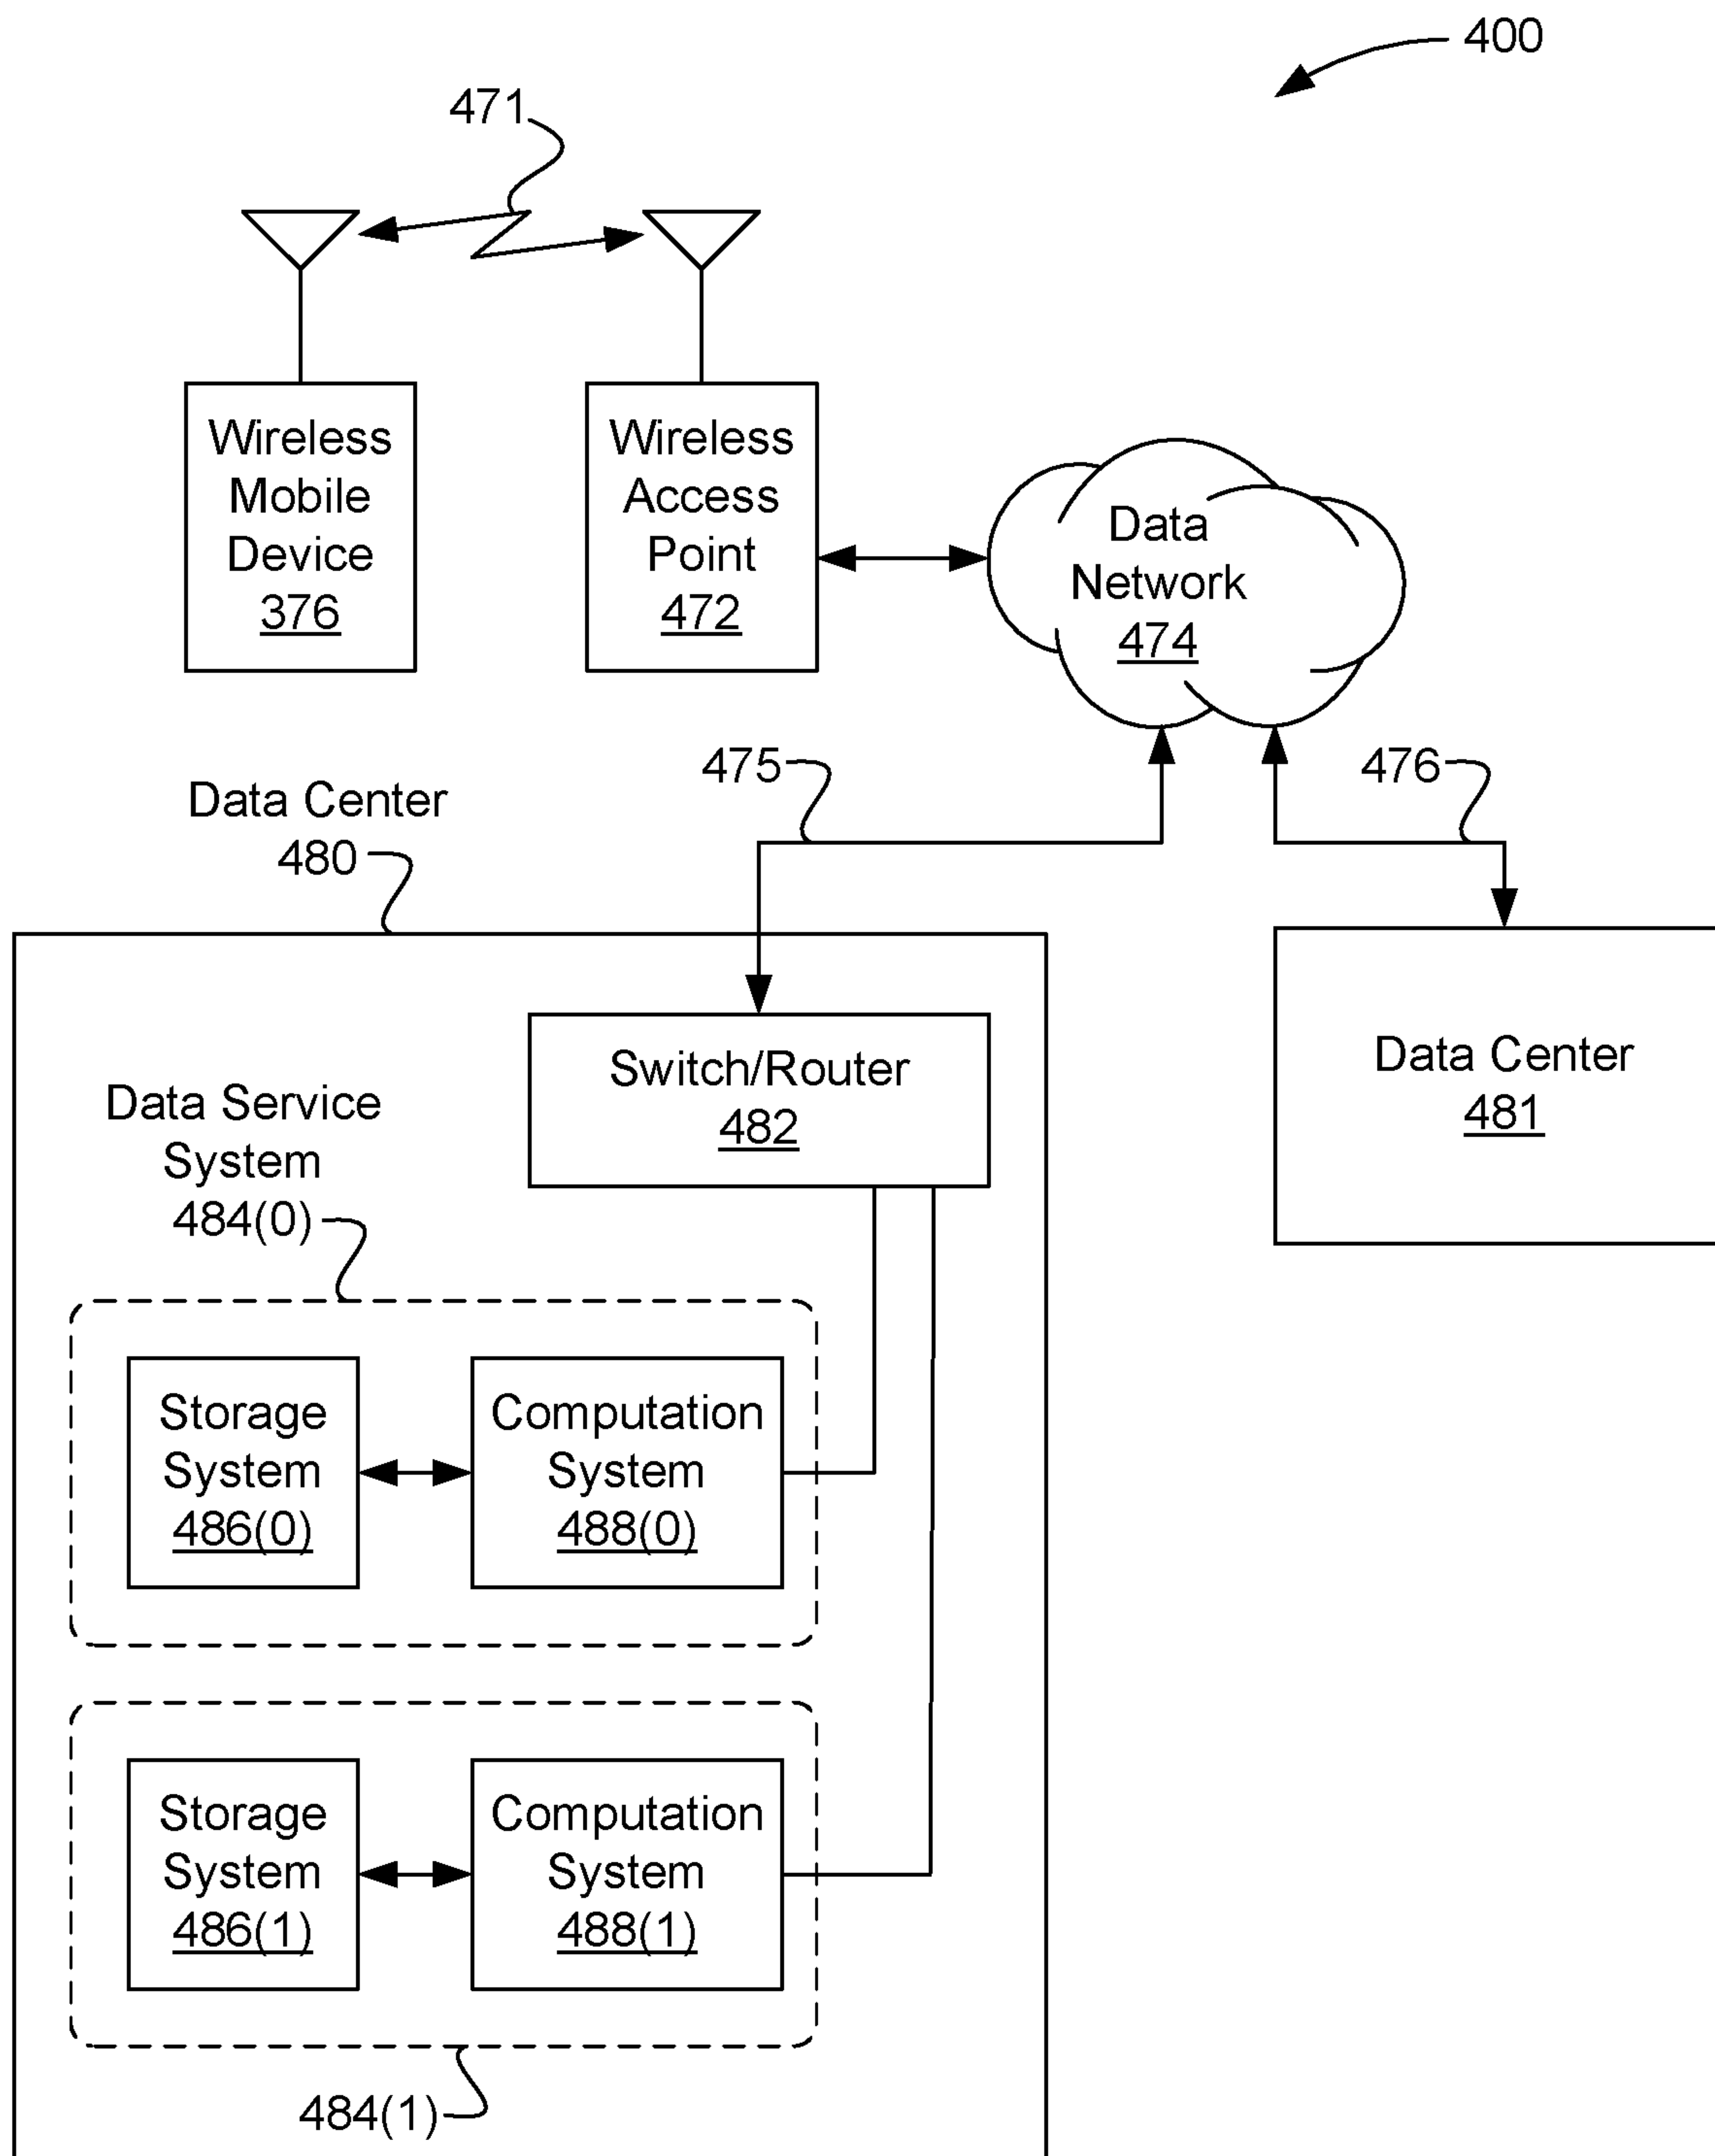 400
471
Wireless
Mobile
Device
376
Wireless
Access
Point
472
Data
Network
474
475
476
Data Center
480
Switch/Router
482
Data Center
481
Data Service
System
484(0)
Storage
System
486(0)
Computation
System
488(0)
Storage
System
486(1)
Computation
System
488(1)
484(1)